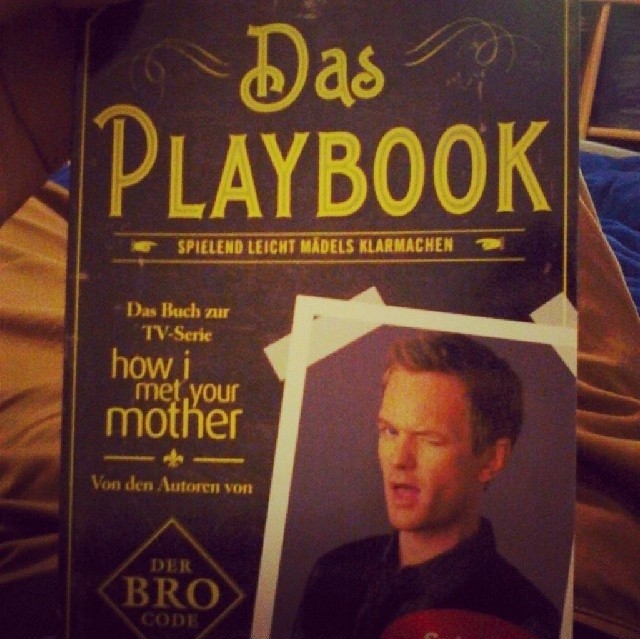 Das
PLAYBOOK
SPIELEND LEICHT MÄDELS KLARMACHEN
Das Buch zur
TV-Serie
how i
met your
mother
Von den Autoren von
DER
BRO
CODE